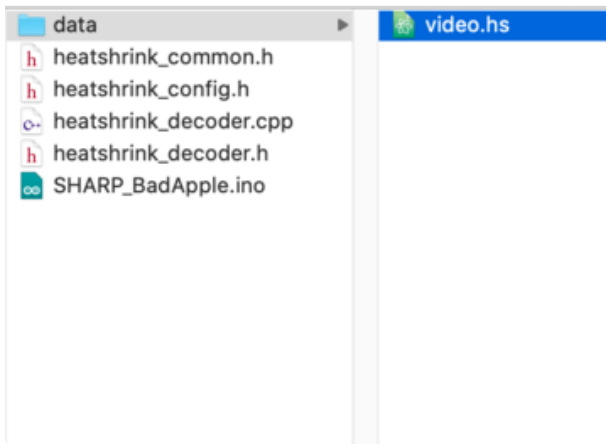 data
heatshrink_common.h
heatshrink_config.h
heatshrink_decoder.cpp
heatshrink_decoder.h
SHARP_BadApple.ino
video.hs